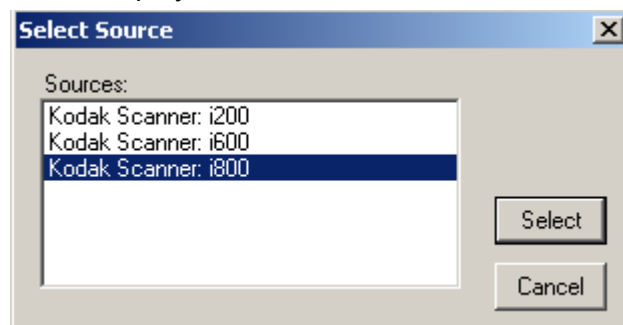 Select Source
Sources:
Kodak Scanner: i200
Kodak Scanner: i600
Kodak Scanner: i800
Select
Cancel